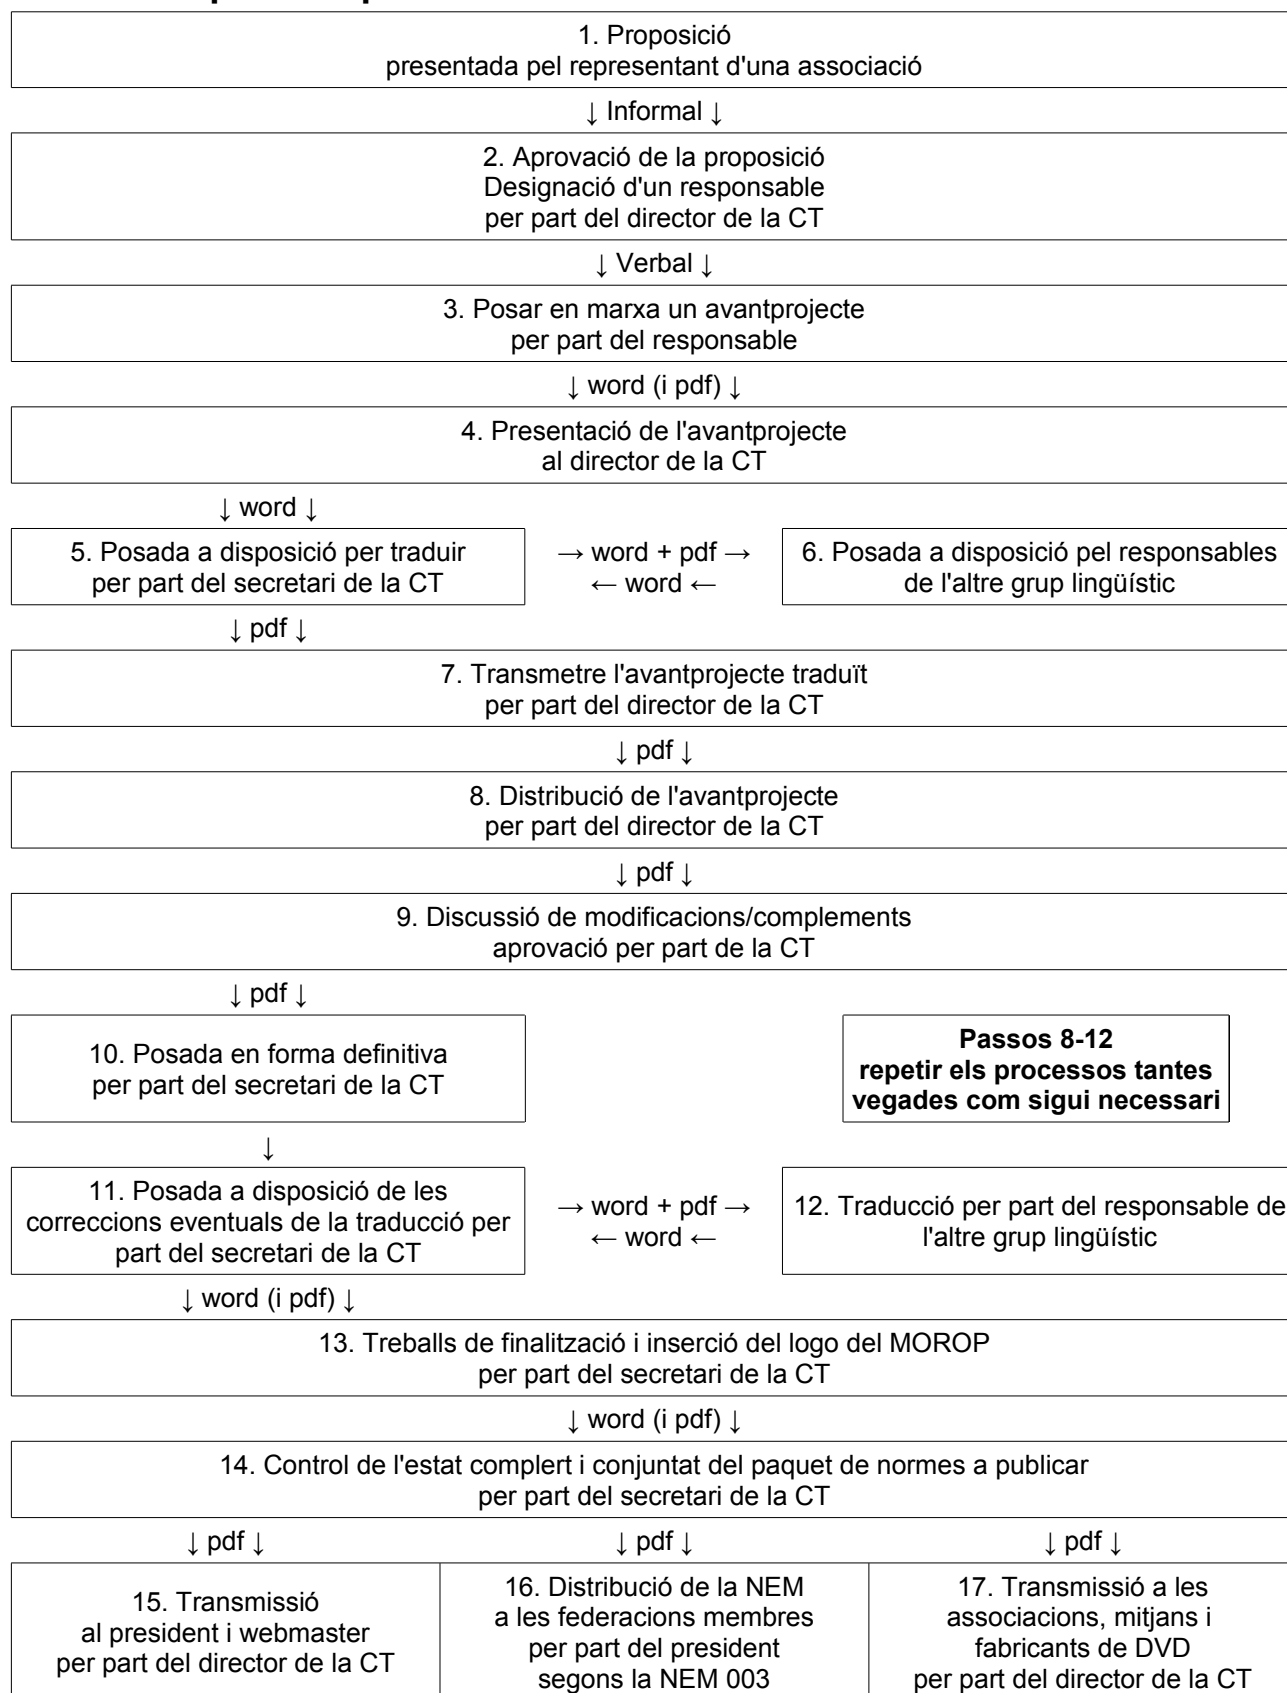 1. Proposició
presentada pel representant d'una associació
↓ Informal ↓
2. Aprovació de la proposició
Designació d'un responsable
per part del director de la CT
↓ Verbal ↓
3. Posar en marxa un avantprojecte
per part del responsable
↓ word (i pdf) ↓
4. Presentació de l'avantprojecte
al director de la CT
↓ word ↓
5. Posada a disposició per traduir
per part del secretari de la CT
→ word + pdf →
← word ←
6. Posada a disposició pel responsables
de l'altre grup lingüístic
↓ pdf ↓
7. Transmetre l'avantprojecte traduït
per part del director de la CT
↓ pdf ↓
8. Distribució de l'avantprojecte
per part del director de la CT
↓ pdf ↓
9. Discussió de modificacions/complements
aprovació per part de la CT
↓ pdf ↓
10. Posada en forma definitiva
per part del secretari de la CT
Passos 8-12
repetir els processos tantes
vegades com sigui necessari
↓
11. Posada a disposició de les
correccions eventuals de la traducció per
part del secretari de la CT
→ word + pdf →
← word ←
12. Traducció per part del responsable de
l'altre grup lingüístic
↓ word (i pdf) ↓
13. Treballs de finalització i inserció del logo del MOROP
per part del secretari de la CT
↓ word (i pdf) ↓
14. Control de l'estat complert i conjuntat del paquet de normes a publicar
per part del secretari de la CT
↓ pdf ↓
↓ pdf ↓
↓ pdf ↓
15. Transmissió
al president i webmaster
per part del director de la CT
16. Distribució de la NEM
a les federacions membres
per part del president
segons la NEM 003
17. Transmissió a les
associacions, mitjans i
fabricants de DVD
per part del director de la CT